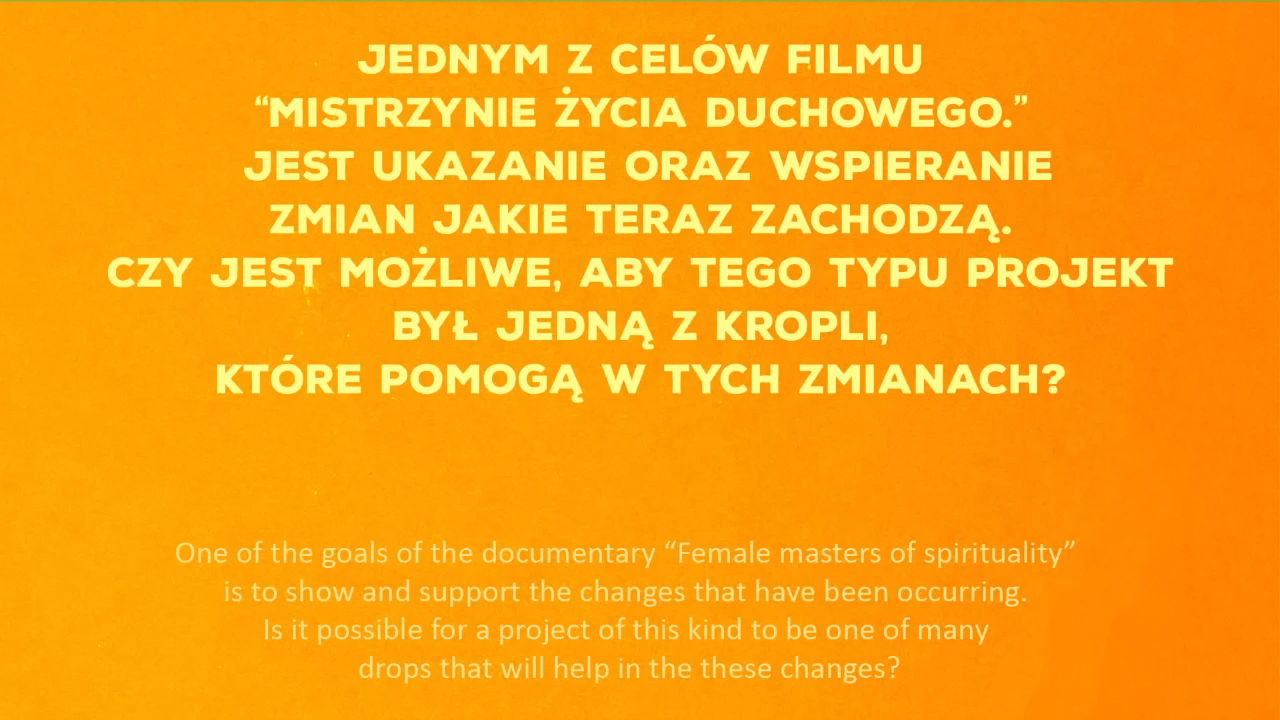 JEDNYM Z CELÓW FILMU
“MISTRZYNIE ŻYCIA DUCHOWEGO.”
JEST UKAZANIE ORAZ WSPIERANIE
ZMIAN JAKIE TERAZ ZACHODZĄ.
CZY JEST MOŻLIWE, ABY TEGO TYPU PROJEKT
BYŁ JEDNĄ Z KROPLI,
KTÓRE POMOGĄ W TYCH ZMIANACH?
One of the goals of the documentary “Female masters of spirituality”
is to show and support the changes that have been occurring.
Is it possible for a project of this kind to be one of many
drops that will help in the these changes?